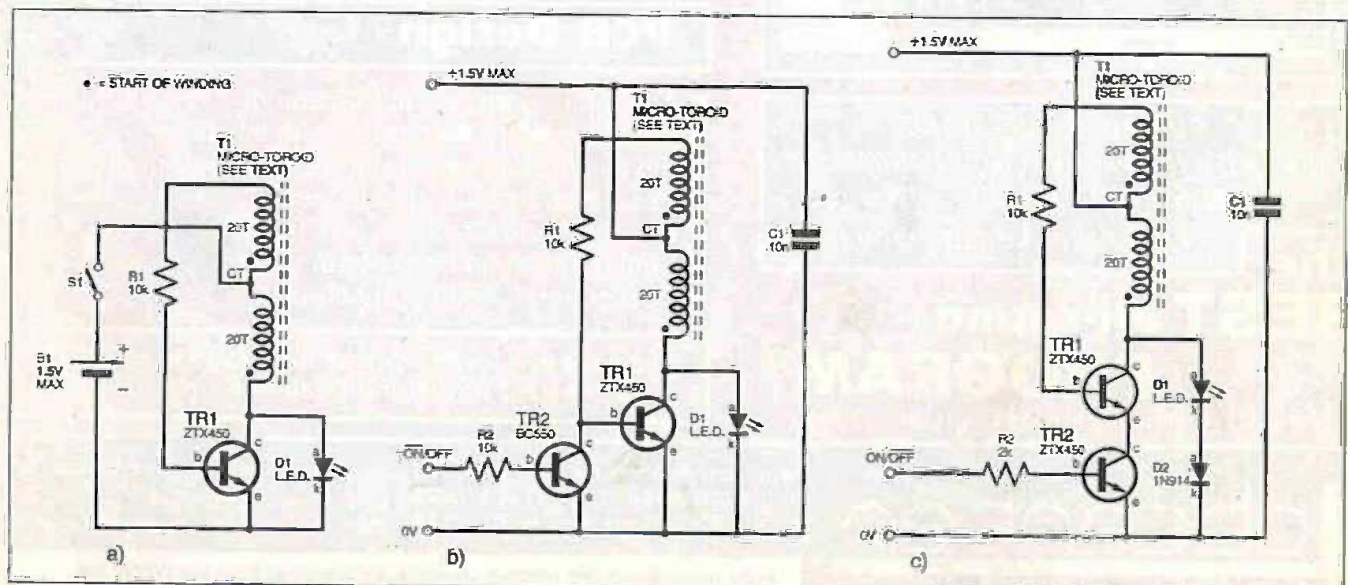 • = START OF WINDING
T1
MICRO-TOROID
(SEE TEXT)
20T
CT
20T
R1
10k
S1
B1
1.5V
MAX
+
−
TR1
ZTX450
b
c
e
a
k
D1
L.E.D.
a)
+1.5V MAX
T1
MICRO-TOROID
(SEE TEXT)
20T
CT
20T
R1
10k
C1
10n
TR1
ZTX450
b
c
e
TR2
BC550
b
c
e
a
k
D1
L.E.D.
ON/OFF
R2
10k
0V
b)
+1.5V MAX
T1
MICRO-TOROID
(SEE TEXT)
20T
CT
20T
R1
10k
C1
10n
TR1
ZTX450
b
c
e
a
k
D1
L.E.D.
TR2
ZTX450
b
c
e
a
k
D2
1N914
ON/OFF
R2
2k
0V
c)